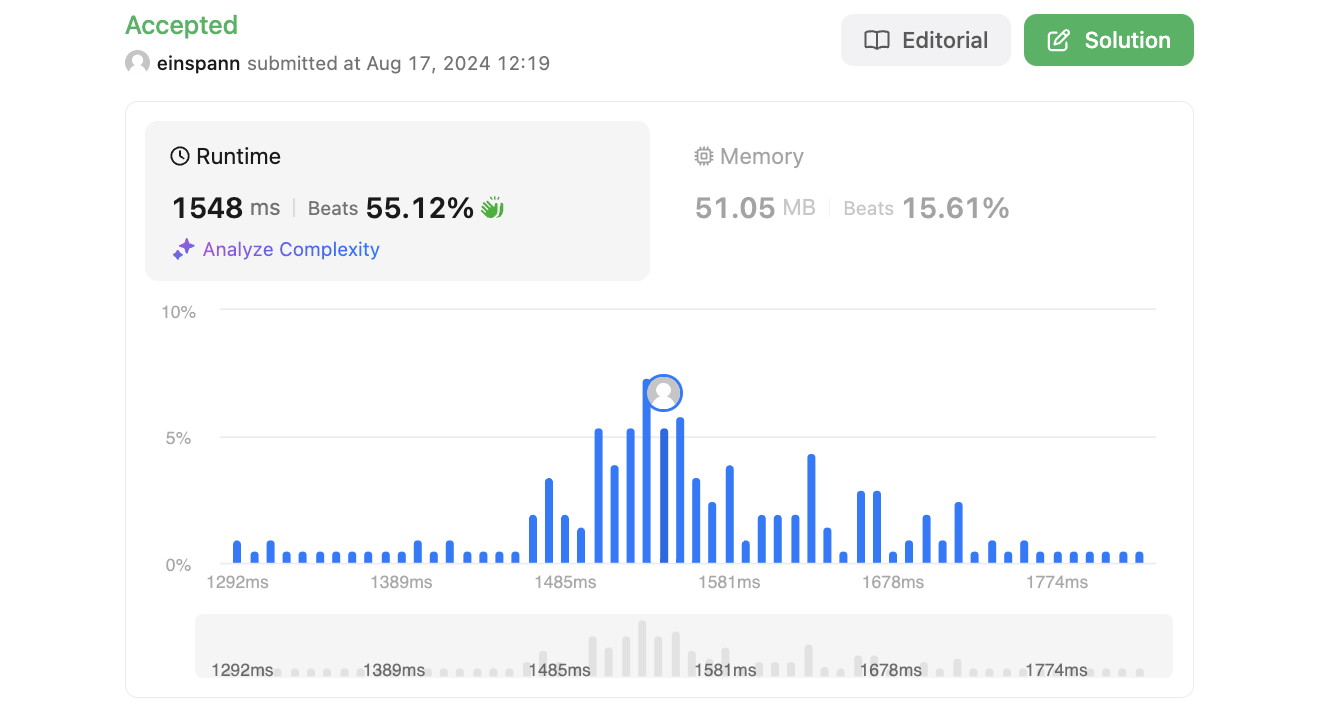 Accepted
Editorial
Solution
einspann submitted at Aug 17, 2024 12:19
Runtime
1548 ms | Beats 55.12%
Analyze Complexity
Memory
51.05 MB | Beats 15.61%
10%
5%
0%
1292ms 1389ms 1485ms 1581ms 1678ms 1774ms
1292ms 1389ms 1485ms 1581ms 1678ms 1774ms